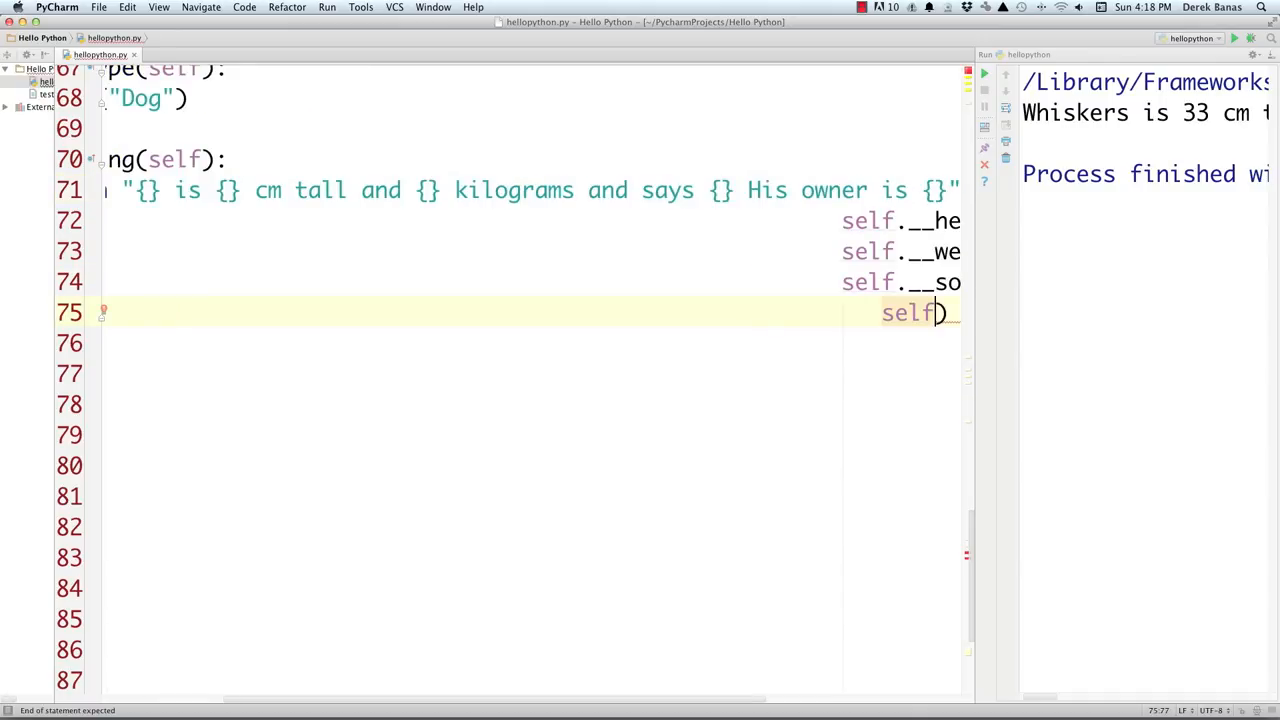 PyCharm File Edit View Navigate Code Refactor Run Tools VCS Window Help 10 Sun 4:18 PM Derek Banas
hellopython.py – Hello Python – [~/PycharmProjects/Hello Python]
Hello Python hellopython.py hellopython
hellopython.py Run hellopython
Hello P
hell
test
Externa
67 pe(self):
68 ("Dog")
69
70 ng(self):
71 "{} is {} cm tall and {} kilograms and says {} His owner is {}"
72 self.__he
73 self.__we
74 self.__so
75 self)
76
77
78
79
80
81
82
83
84
85
86
87
/Library/Frameworks
Whiskers is 33 cm t
Process finished wi
End of statement expected 75:77 LF UTF-8